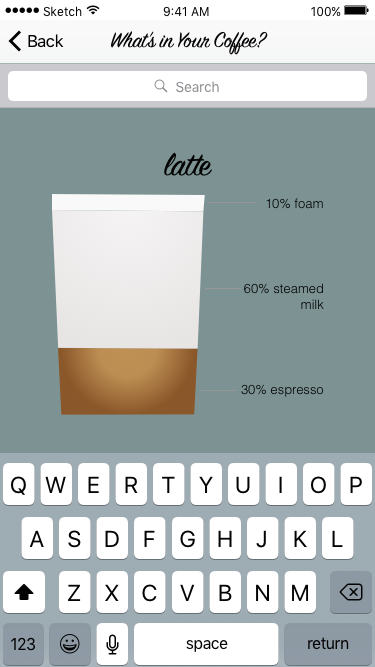 Sketch 9:41 AM 100%
Back What's in Your Coffee?
Search
latte
10% foam
60% steamed
milk
30% espresso
Q W E R T Y U I O P
A S D F G H J K L
Z X C V B N M
123 space return